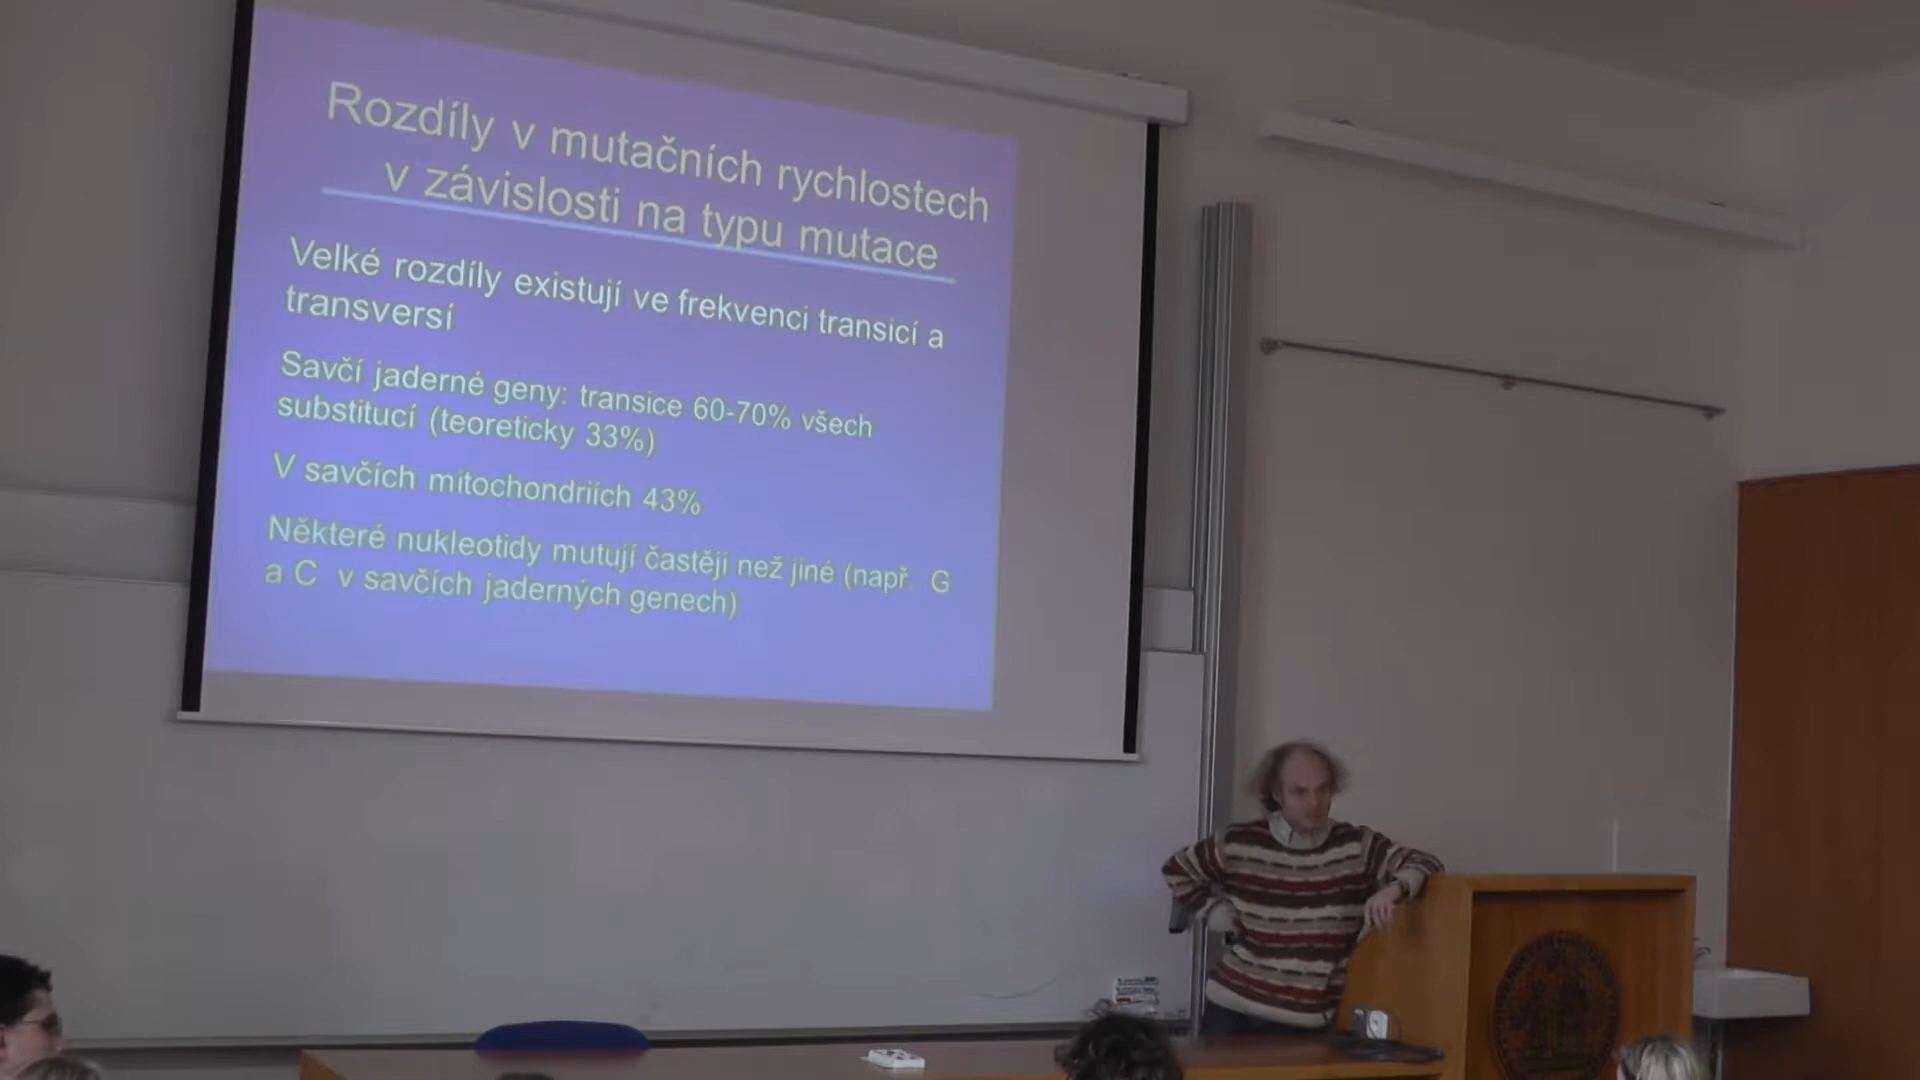 Rozdíly v mutačních rychlostech
v závislosti na typu mutace
Velké rozdíly existují ve frekvenci transicí a
transversí
Savčí jaderné geny: transice 60-70% všech
substitucí (teoreticky 33%)
V savčích mitochondriích 43%
Některé nukleotidy mutují častěji než jiné (např. G
a C v savčích jaderných genech)